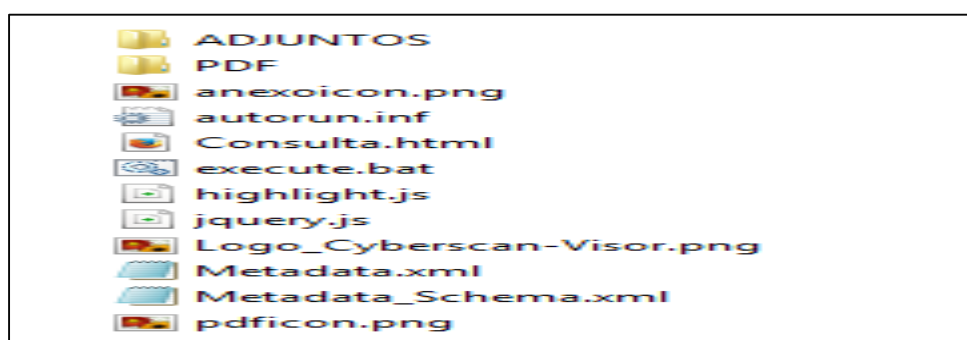 ADJUNTOS
PDF
anexoicon.png
autorun.inf
Consulta.html
execute.bat
highlight.js
jquery.js
Logo_Cyberscan-Visor.png
Metadata.xml
Metadata_Schema.xml
pdficon.png